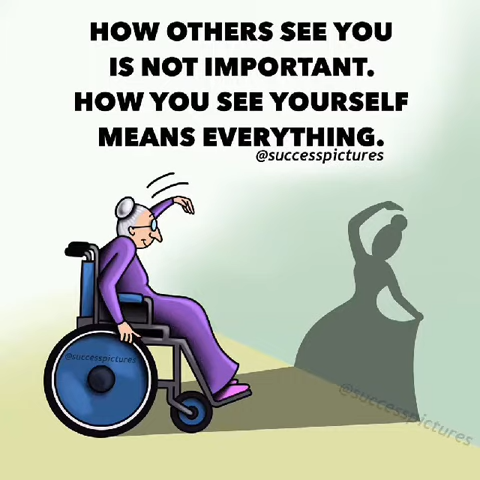 HOW OTHERS SEE YOU
IS NOT IMPORTANT.
HOW YOU SEE YOURSELF
MEANS EVERYTHING.
@successpictures
@successpictures
@successpictures